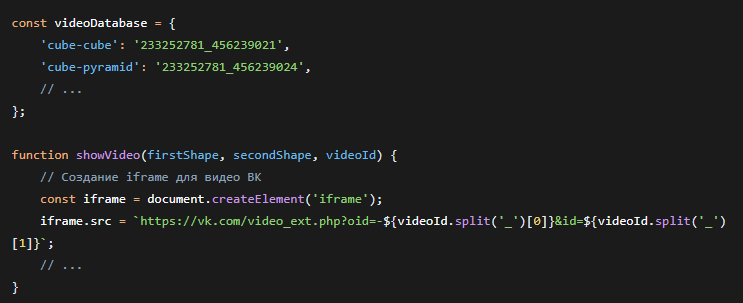 const videoDatabase = {
    'cube-cube': '233252781_456239021',
    'cube-pyramid': '233252781_456239024',
    // ...
};

function showVideo(firstShape, secondShape, videoId) {
    // Создание iframe для видео ВК
    const iframe = document.createElement('iframe');
    iframe.src = `https://vk.com/video_ext.php?oid=-${videoId.split('_')[0]}&id=${videoId.split('_')
[1]}`;
    // ...
}